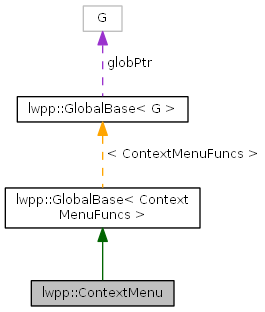 G
globPtr
lwpp::GlobalBase< G >
< ContextMenuFuncs >
lwpp::GlobalBase< Context
MenuFuncs >
lwpp::ContextMenu